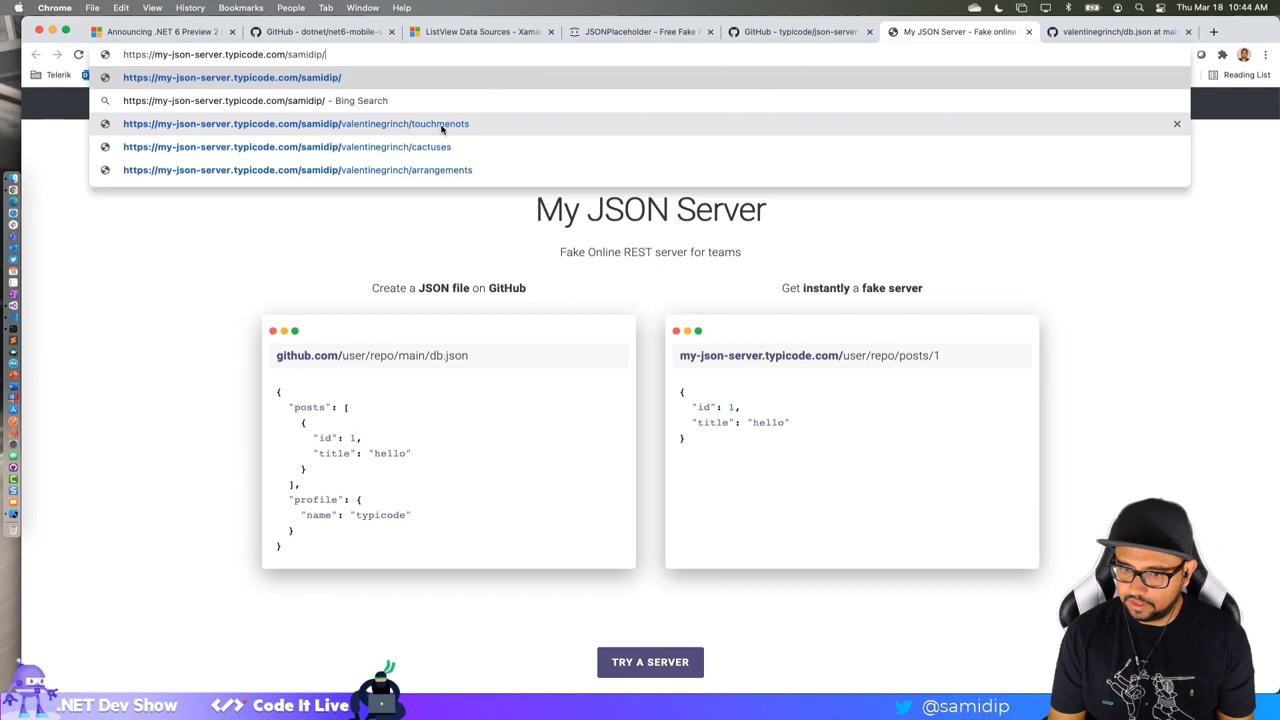 Chrome File Edit View History Bookmarks People Tab Window Help
Thu Mar 18 10:44 AM
Announcing .NET 6 Preview 2
GitHub - dotnet/net6-mobile-s
ListView Data Sources - Xamar
JSONPlaceholder - Free Fake F
GitHub - typicode/json-server:
My JSON Server - Fake online
valentinegrinch/db.json at mai
https://my-json-server.typicode.com/samidip/
Telerik
Reading List
https://my-json-server.typicode.com/samidip/
https://my-json-server.typicode.com/samidip/ - Bing Search
https://my-json-server.typicode.com/samidip/valentinegrinch/touchmenots
https://my-json-server.typicode.com/samidip/valentinegrinch/cactuses
https://my-json-server.typicode.com/samidip/valentinegrinch/arrangements
My JSON Server
Fake Online REST server for teams
Create a JSON file on GitHub
github.com/user/repo/main/db.json
{
"posts": [
{
"id": 1,
"title": "hello"
}
],
"profile": {
"name": "typicode"
}
}
Get instantly a fake server
my-json-server.typicode.com/user/repo/posts/1
{
"id": 1,
"title": "hello"
}
TRY A SERVER
.NET Dev Show
Code It Live
@samidip